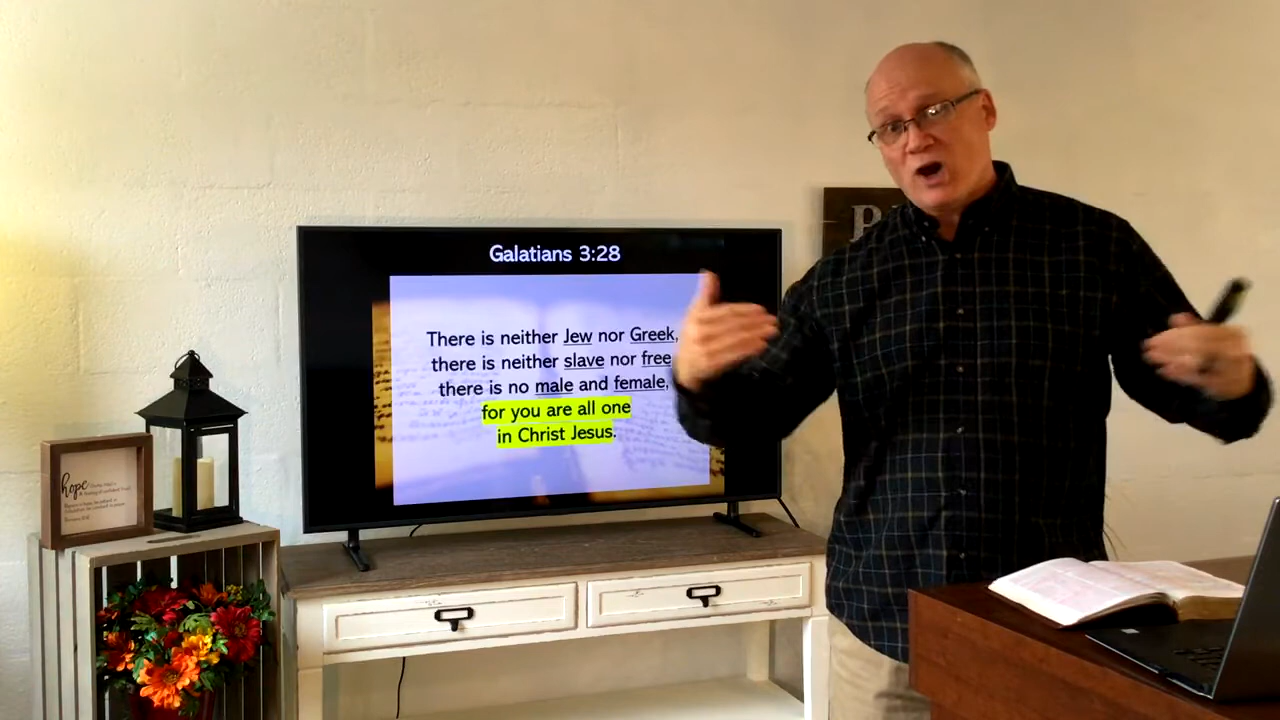 Galatians 3:28
There is neither Jew nor Greek,
there is neither slave nor free
there is no male and female,
for you are all one
in Christ Jesus.
hope